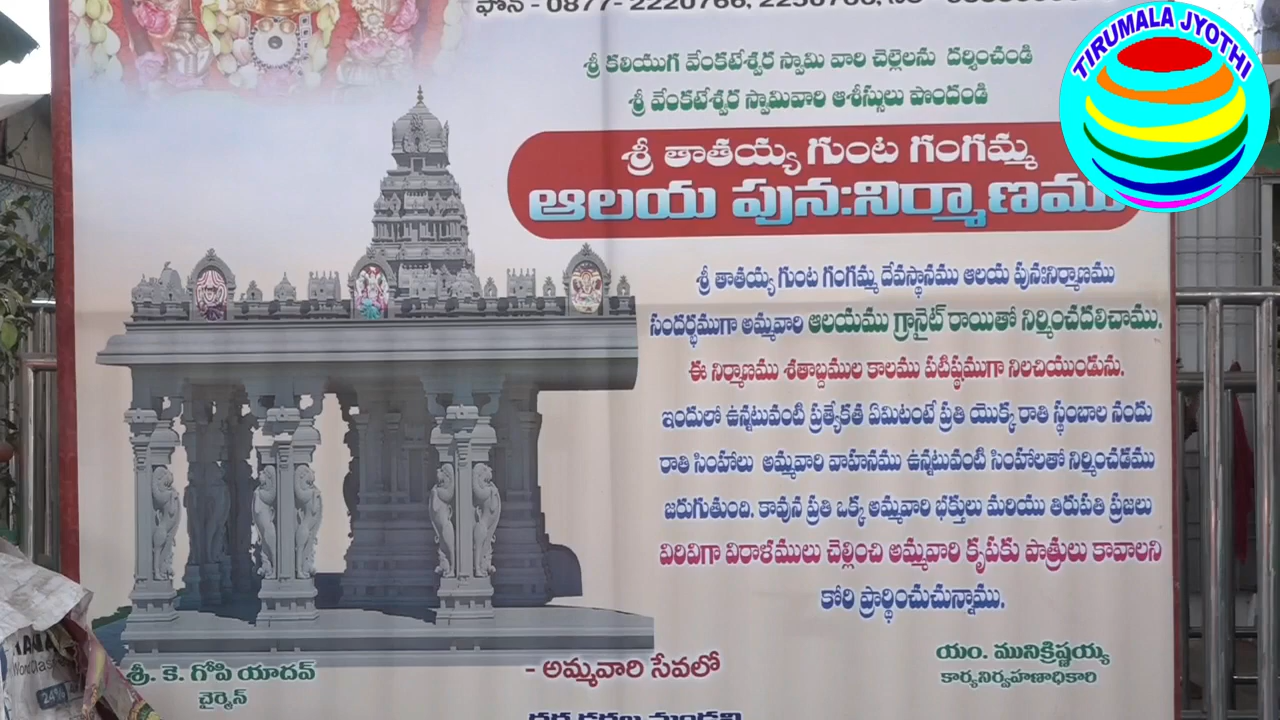 ఫోన్ - 0877- 2220766,
TIRUMALA JYOTHI
శ్రీ కలియుగ వేంకటేశ్వర స్వామి వారి చెల్లెలను దర్శించండి
శ్రీ వేంకటేశ్వర స్వామివారి ఆశీస్సులు పొందండి
శ్రీ తాతయ్య గుంట గంగమ్మ
ఆలయ పున:నిర్మాణము
శ్రీ తాతయ్య గుంట గంగమ్మ దేవస్థానము ఆలయ పునఃనిర్మాణము
సందర్భముగా అమ్మవారి ఆలయము గ్రానైట్ రాయితో నిర్మించదలిచాము.
ఈ నిర్మాణము శతాబ్దముల కాలము పటిష్ఠముగా నిలచియుండును.
ఇందులో ఉన్నటువంటి ప్రత్యేకత ఏమిటంటే ప్రతి యొక్క రాతి స్థంబాల నందు
రాతి సింహాలు అమ్మవారి వాహనము ఉన్నటువంటి సింహాలతో నిర్మించడము
జరుగుతుంది. కావున ప్రతి ఒక్క అమ్మవారి భక్తులు మరియు తిరుపతి ప్రజలు
విరివిగా విరాళములు చెల్లించి అమ్మవారి కృపకు పాత్రులు కావాలని
కోరి ప్రార్థించుచున్నాము.
శ్రీ. కె. గోపి యాదవ్
చైర్మెన్
- అమ్మవారి సేవలో
యం. మునిక్రిష్ణయ్య
కార్యనిర్వహణాధికారి
24%